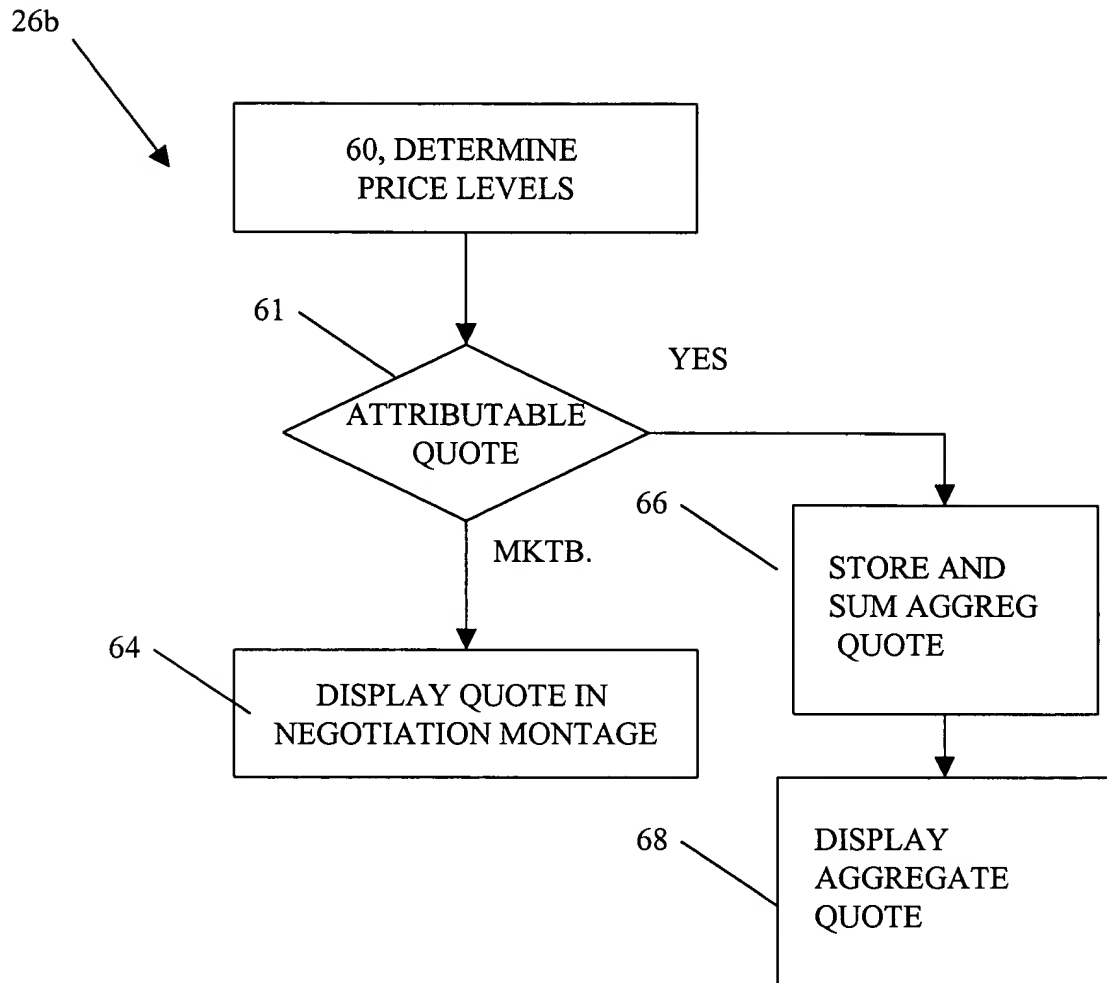 26b
60, DETERMINE
PRICE LEVELS
61
YES
ATTRIBUTABLE
QUOTE
66
MKTB.
STORE AND
SUM AGGREG
QUOTE
64
DISPLAY QUOTE IN
NEGOTIATION MONTAGE
68
DISPLAY
AGGREGATE
QUOTE